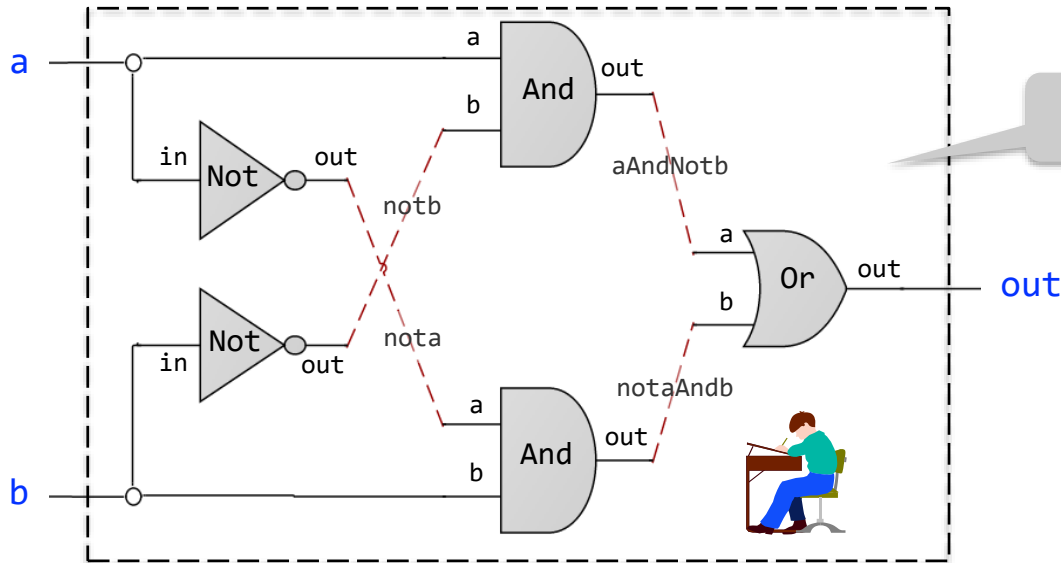 a
a
And
out
b
in
Not
out
aAndNotb
notb
a
Or
out
out
b
Not
nota
in
out
notaAndb
a
And
out
b
b